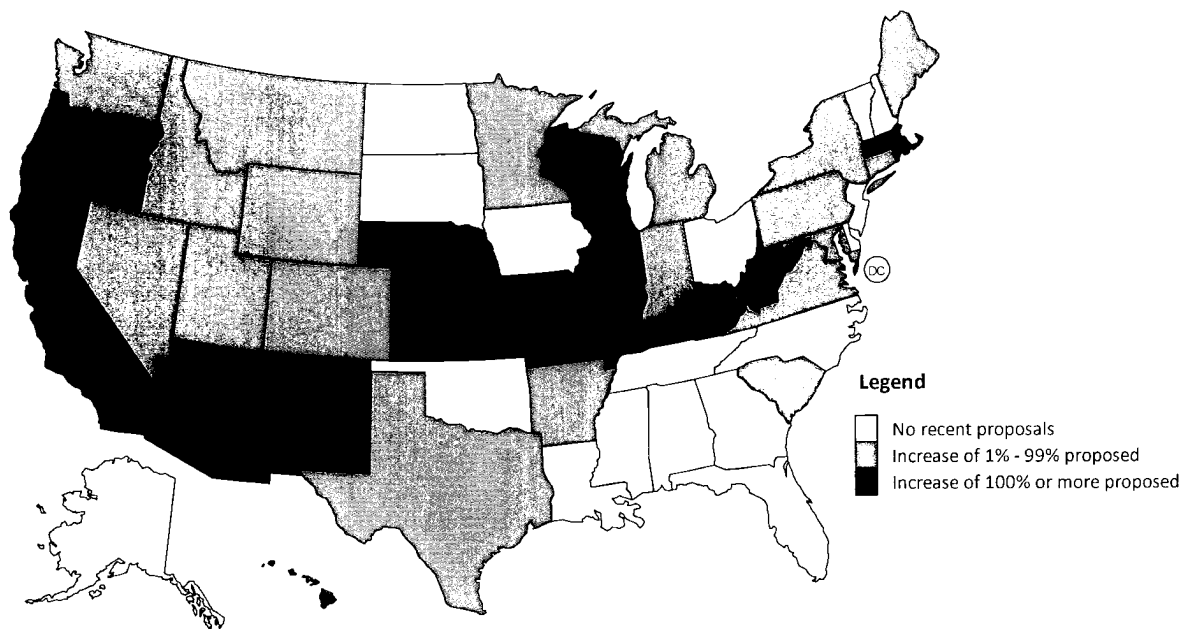 DC
Legend
No recent proposals
Increase of 1% - 99% proposed
Increase of 100% or more proposed